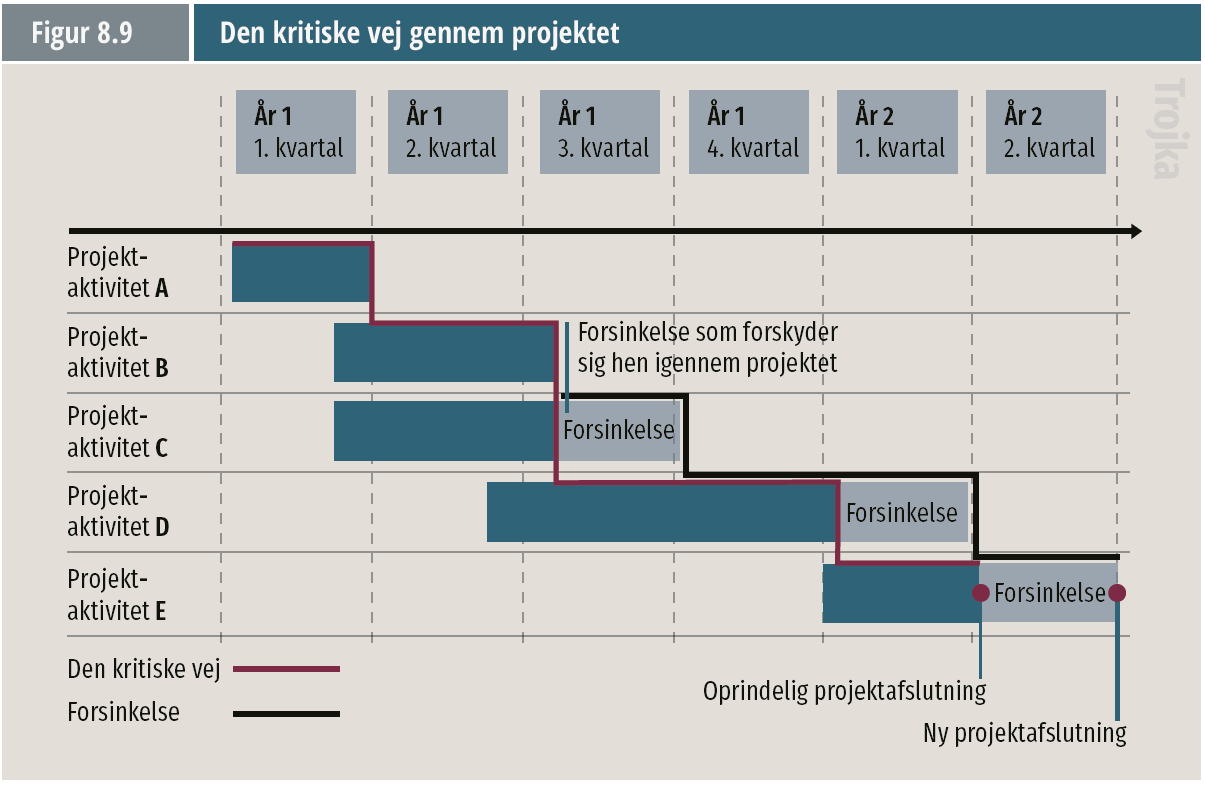 Figur 8.9
Den kritiske vej gennem projektet
Trojka
År 1
1. kvartal
År 1
2. kvartal
År 1
3. kvartal
År 1
4. kvartal
År 2
1. kvartal
År 2
2. kvartal
Projekt-
aktivitet A
Projekt-
aktivitet B
Forsinkelse som forskyder
sig hen igennem projektet
Projekt-
aktivitet C
Forsinkelse
Projekt-
aktivitet D
Forsinkelse
Projekt-
aktivitet E
Forsinkelse
Den kritiske vej
Forsinkelse
Oprindelig projektafslutning
Ny projektafslutning